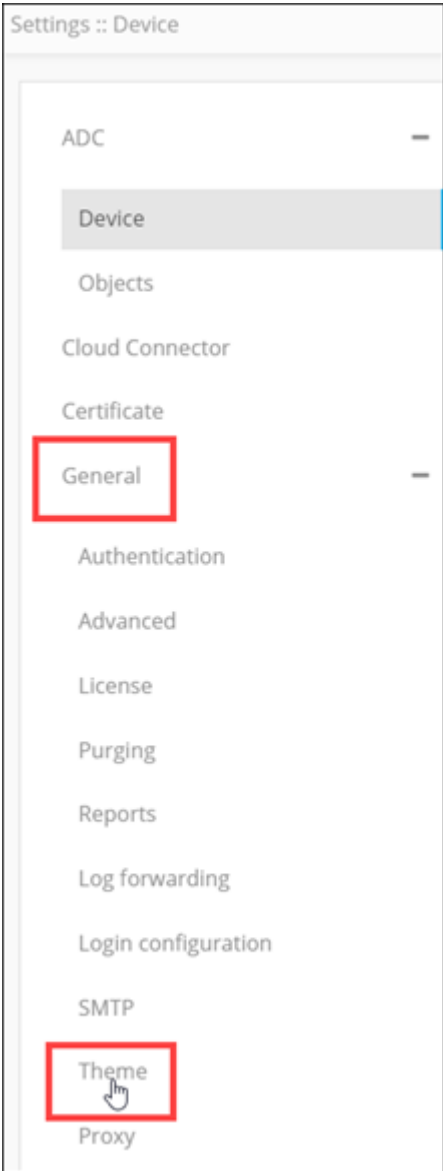 Settings :: Device
ADC
Device
Objects
Cloud Connector
Certificate
General
Authentication
Advanced
License
Purging
Reports
Log forwarding
Login configuration
SMTP
Theme
Proxy